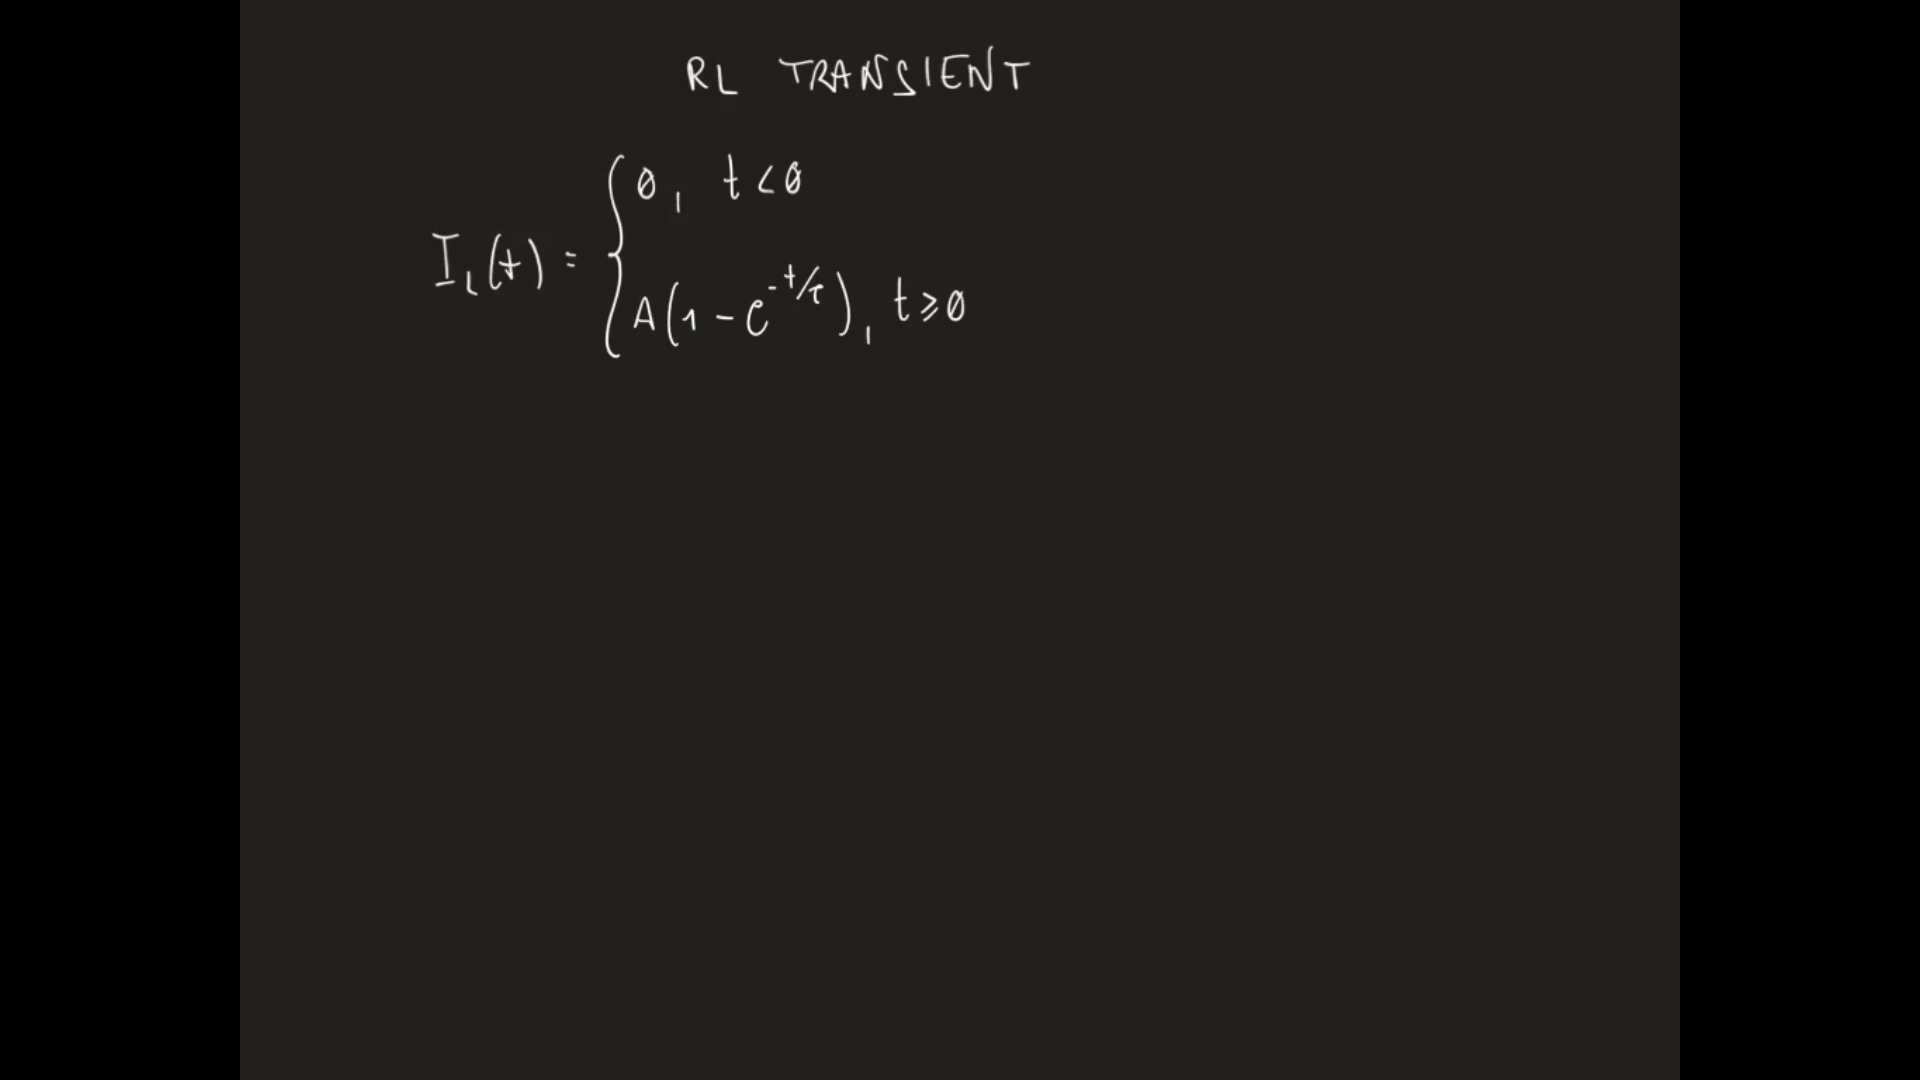 RL TRANSIENT
I_L(t) = { 0, t < 0
A(1 - e^{-t/τ}), t ≥ 0